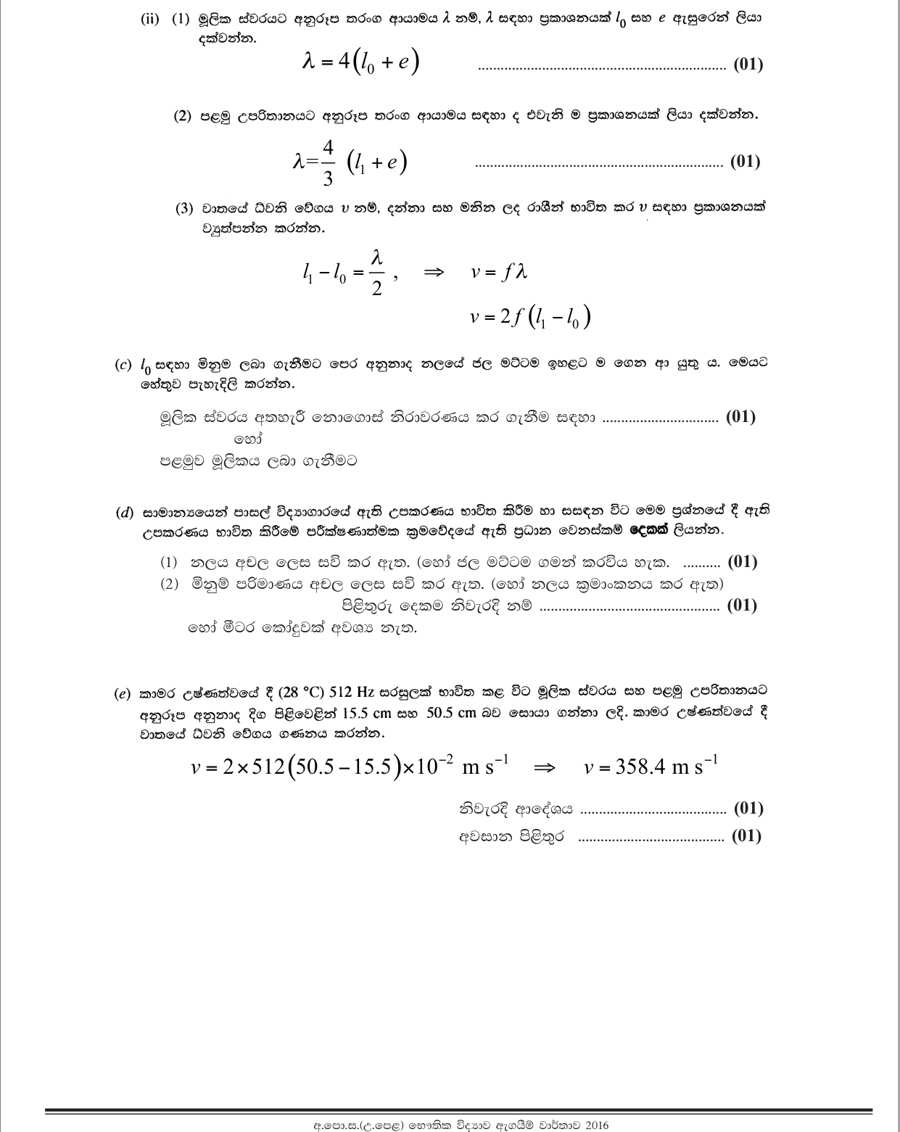 (ii) (1) මූලික ස්වරයට අනුරූප තරංග ආයාමය λ නම්, λ සඳහා ප්‍රකාශනයක් l₀ සහ e ඇසුරෙන් ලියා
දක්වන්න.
λ = 4(l₀ + e) .................................................................. (01)
(2) පළමු උපරිතානයට අනුරූප තරංග ආයාමය සඳහා ද එවැනි ම ප්‍රකාශනයක් ලියා දක්වන්න.
λ = 4/3 (l₁ + e) .................................................................. (01)
(3) වාතයේ ධ්වනි වේගය v නම්, දන්නා සහ මනින ලද රාශීන් භාවිත කර v සඳහා ප්‍රකාශනයක්
ව්‍යුත්පන්න කරන්න.
l₁ − l₀ = λ/2 , ⇒ v = fλ
v = 2f(l₁ − l₀)
(c) l₀ සඳහා මිනුම ලබා ගැනීමට පෙර අනුනාද නලයේ ජල මට්ටම ඉහළට ම ගෙන ආ යුතු ය. මෙයට
හේතුව පැහැදිලි කරන්න.
මූලික ස්වරය අතහැරී නොගොස් නිරාවරණය කර ගැනීම සඳහා ............................... (01)
හෝ
පළමුව මූලිකය ලබා ගැනීමට
(d) සාමාන්‍යයෙන් පාසල් විද්‍යාගාරයේ ඇති උපකරණය භාවිත කිරීම හා සසඳන විට මෙම ප්‍රශ්නයේ දී ඇති
උපකරණය භාවිත කිරීමේ පරීක්ෂණාත්මක ක්‍රමවේදයේ ඇති ප්‍රධාන වෙනස්කම් දෙකක් ලියන්න.
(1) නලය අචල ලෙස සවි කර ඇත. (හෝ ජල මට්ටම ගමන් කරවිය හැක. .......... (01)
(2) මිනුම් පරිමාණය අචල ලෙස සවි කර ඇත. (හෝ නලය ක්‍රමාංකනය කර ඇත)
පිළිතුරු දෙකම නිවැරදි නම් ................................................ (01)
හෝ මීටර කෝදුවක් අවශ්‍ය නැත.
(e) කාමර උෂ්ණත්වයේ දී (28 °C) 512 Hz සරසුලක් භාවිත කළ විට මූලික ස්වරය සහ පළමු උපරිතානයට
අනුරූප අනුනාද දිග පිළිවෙළින් 15.5 cm සහ 50.5 cm බව සොයා ගන්නා ලදි. කාමර උෂ්ණත්වයේ දී
වාතයේ ධ්වනි වේගය ගණනය කරන්න.
v = 2×512(50.5 − 15.5)×10⁻² m s⁻¹ ⇒ v = 358.4 m s⁻¹
නිවැරදි ආදේශය ....................................... (01)
අවසාන පිළිතුර ....................................... (01)
අ.පො.ස.(උ.පෙළ) භෞතික විද්‍යාව ඇගයීම් වාර්තාව 2016